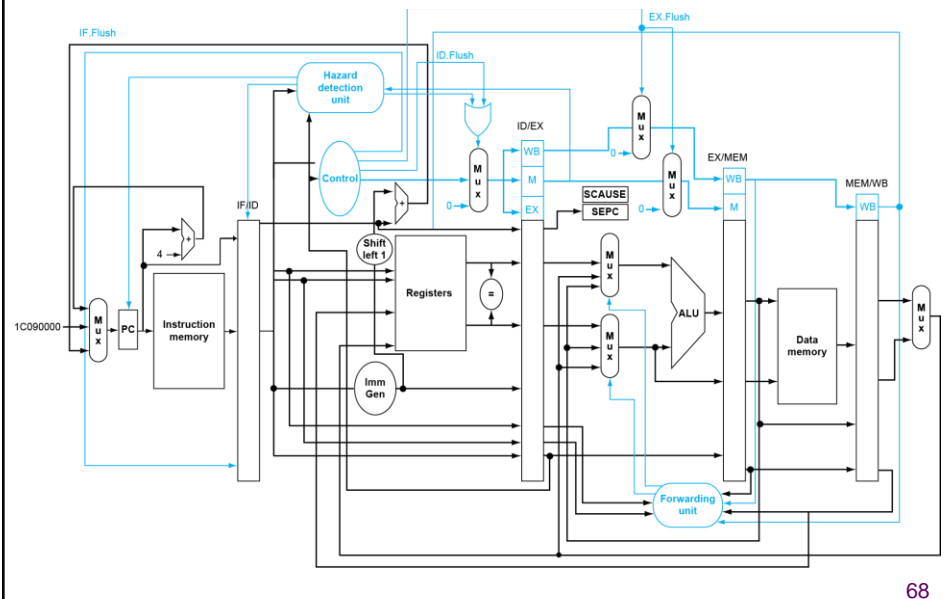 IF.Flush
EX.Flush
ID.Flush
Hazard
detection
unit
ID/EX
M
u
x
WB
0
EX/MEM
Control
M
u
x
M
M
u
x
WB
MEM/WB
SCAUSE
0
EX
SEPC
0
M
WB
IF/ID
+
+
4
Shift
left 1
Registers
=
M
u
x
M
u
x
ALU
1C090000
M
u
x
PC
Instruction
memory
Data
memory
M
u
x
Imm
Gen
Forwarding
unit
68